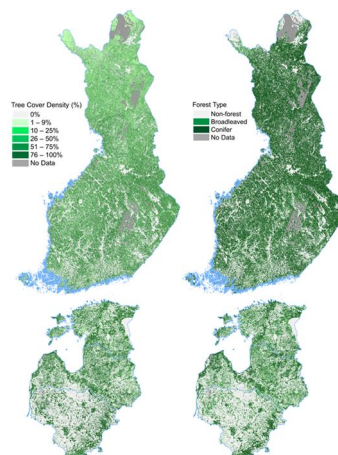 Tree Cover Density (%)
0%
1 – 9%
10 – 25%
26 – 50%
51 – 75%
76 – 100%
No Data
Forest Type
Non-forest
Broadleaved
Conifer
No Data